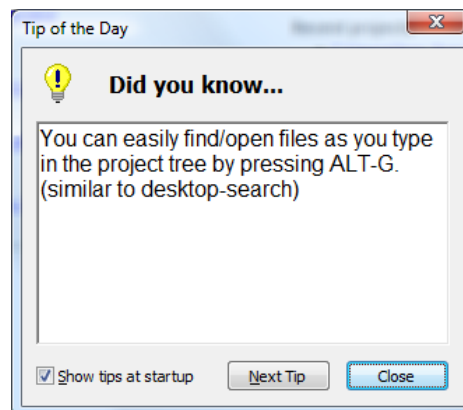 Tip of the Day
Did you know...
You can easily find/open files as you type
in the project tree by pressing ALT-G.
(similar to desktop-search)
Show tips at startup
Next Tip
Close